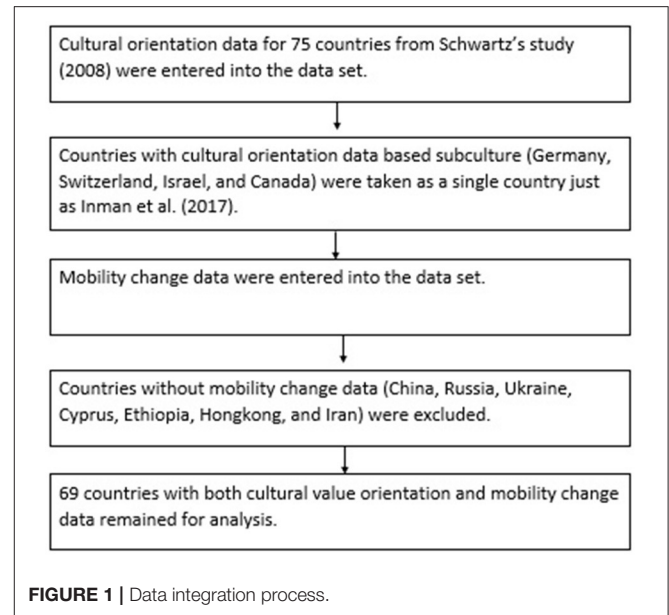 Cultural orientation data for 75 countries from Schwartz's study
(2008) were entered into the data set.
Countries with cultural orientation data based subculture (Germany,
Switzerland, Israel, and Canada) were taken as a single country just
as Inman et al. (2017).
Mobility change data were entered into the data set.
Countries without mobility change data (China, Russia, Ukraine,
Cyprus, Ethiopia, Hongkong, and Iran) were excluded.
69 countries with both cultural value orientation and mobility change
data remained for analysis.
FIGURE 1 | Data integration process.